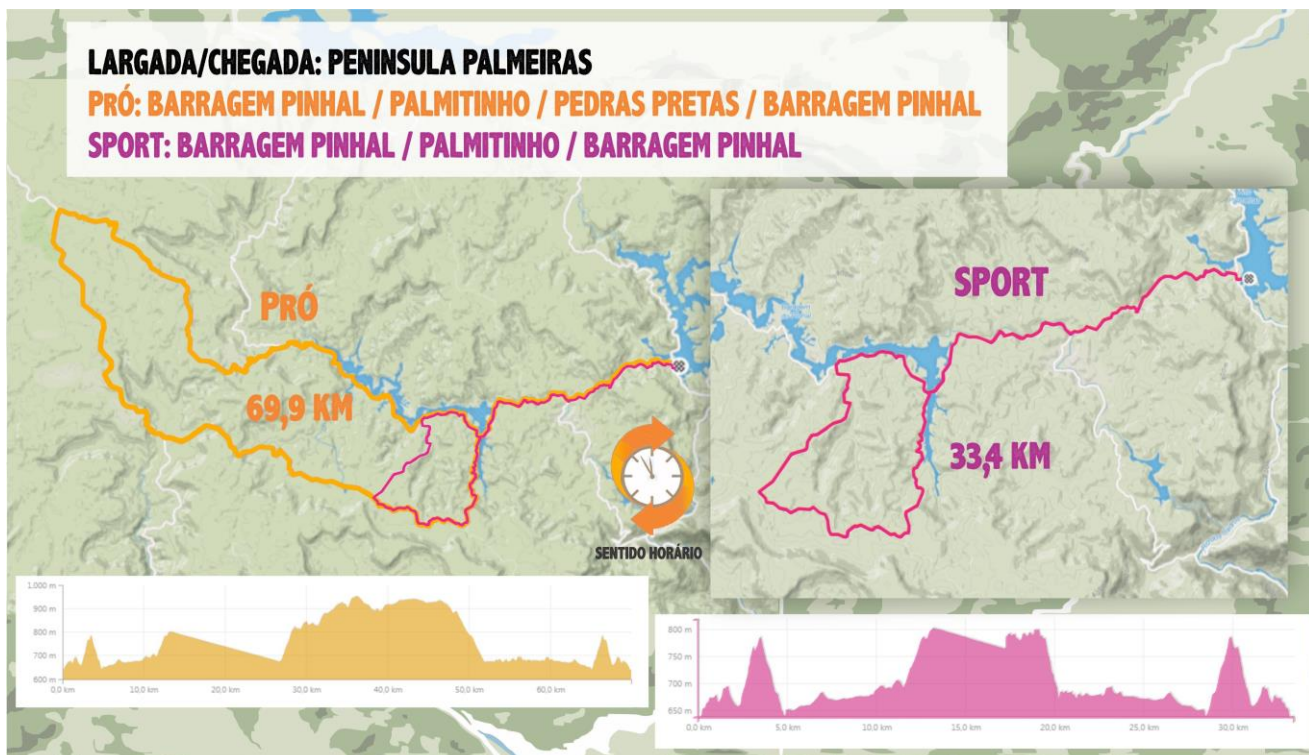 LARGADA/CHEGADA: PENINSULA PALMEIRAS
PRÓ: BARRAGEM PINHAL / PALMITINHO / PEDRAS PRETAS / BARRAGEM PINHAL
SPORT: BARRAGEM PINHAL / PALMITINHO / BARRAGEM PINHAL
PRÓ
69,9 KM
SPORT
33,4 KM
SENTIDO HORÁRIO
1.000 m
900 m
800 m
700 m
600 m
0,0 km 10,0 km 20,0 km 30,0 km 40,0 km 50,0 km 60,0 km
800 m
750 m
700 m
650 m
0,0 km 5,0 km 10,0 km 15,0 km 20,0 km 25,0 km 30,0 km